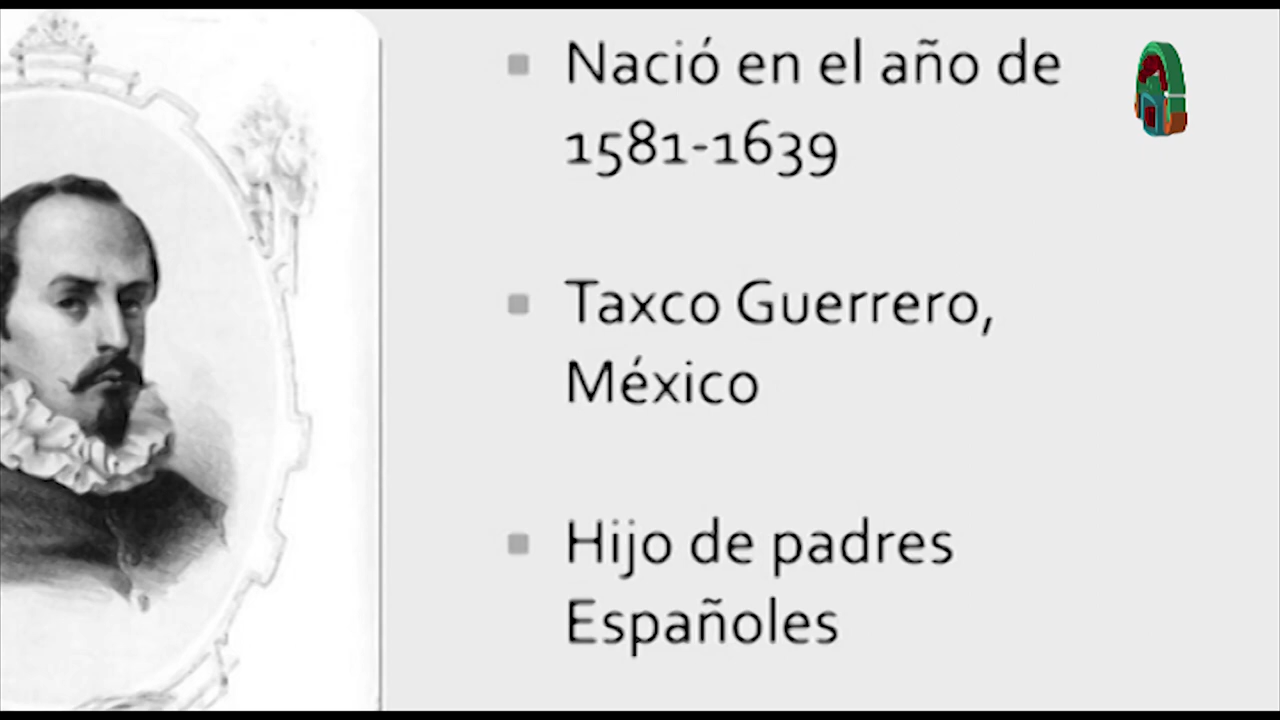 Nació en el año de
1581-1639
Taxco Guerrero,
México
Hijo de padres
Españoles